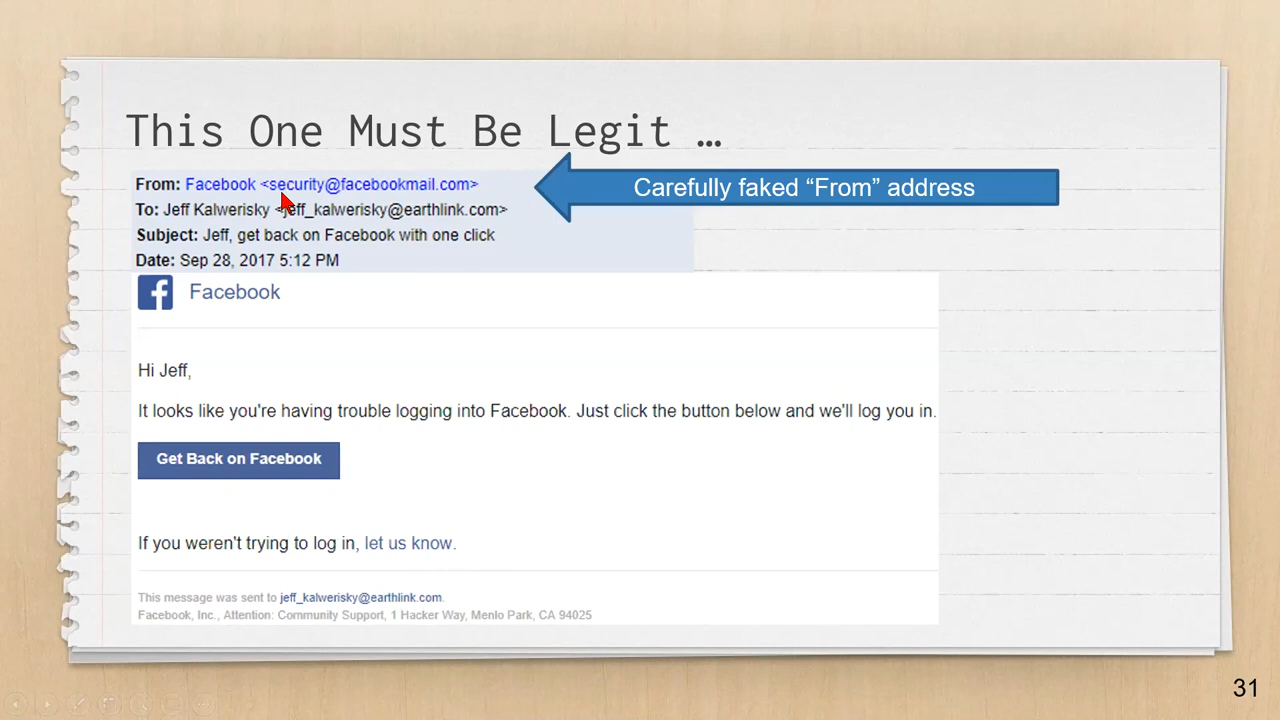 This One Must Be Legit …
From: Facebook <security@facebookmail.com>
Carefully faked “From” address
To: Jeff Kalwerisky <jeff_kalwerisky@earthlink.com>
Subject: Jeff, get back on Facebook with one click
Date: Sep 28, 2017 5:12 PM
Facebook
Hi Jeff,
It looks like you're having trouble logging into Facebook. Just click the button below and we'll log you in.
Get Back on Facebook
If you weren't trying to log in, let us know.
This message was sent to jeff_kalwerisky@earthlink.com.
Facebook, Inc., Attention: Community Support, 1 Hacker Way, Menlo Park, CA 94025
31